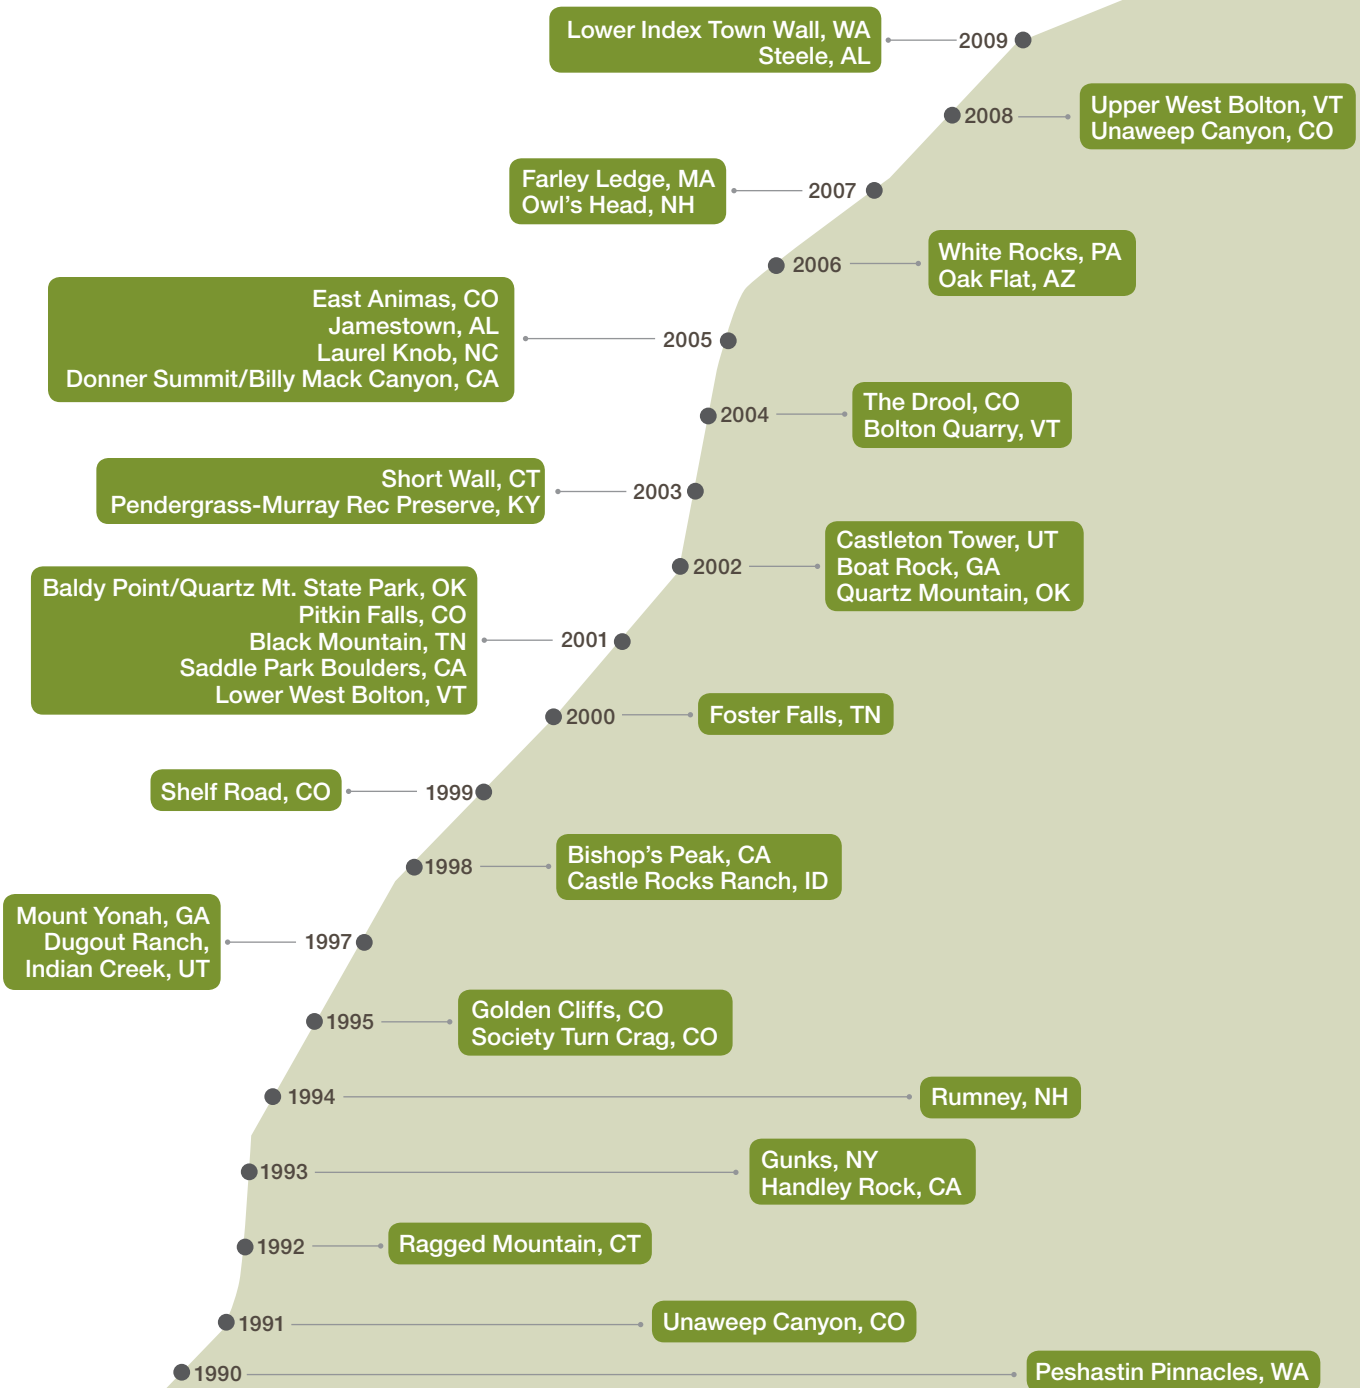 Lower Index Town Wall, WA
Steele, AL
2009
2008
Upper West Bolton, VT
Unaweep Canyon, CO
Farley Ledge, MA
Owl's Head, NH
2007
2006
White Rocks, PA
Oak Flat, AZ
East Animas, CO
Jamestown, AL
Laurel Knob, NC
Donner Summit/Billy Mack Canyon, CA
2005
2004
The Drool, CO
Bolton Quarry, VT
Short Wall, CT
Pendergrass-Murray Rec Preserve, KY
2003
2002
Castleton Tower, UT
Boat Rock, GA
Quartz Mountain, OK
Baldy Point/Quartz Mt. State Park, OK
Pitkin Falls, CO
Black Mountain, TN
Saddle Park Boulders, CA
Lower West Bolton, VT
2001
2000
Foster Falls, TN
Shelf Road, CO
1999
1998
Bishop's Peak, CA
Castle Rocks Ranch, ID
Mount Yonah, GA
Dugout Ranch,
Indian Creek, UT
1997
1995
Golden Cliffs, CO
Society Turn Crag, CO
1994
Rumney, NH
1993
Gunks, NY
Handley Rock, CA
1992
Ragged Mountain, CT
1991
Unaweep Canyon, CO
1990
Peshastin Pinnacles, WA